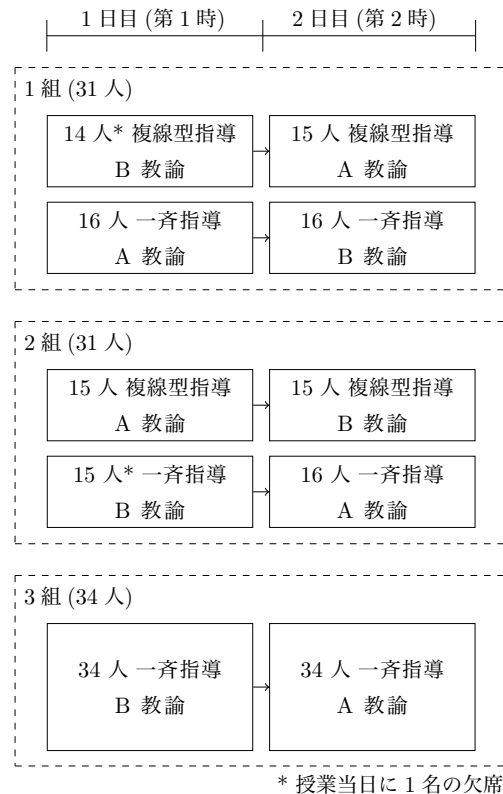 1 日目 (第 1 時) 2 日目 (第 2 時)
1 組 (31 人)
14 人* 複線型指導 15 人 複線型指導
B 教諭 A 教諭
16 人 一斉指導 16 人 一斉指導
A 教諭 B 教諭
2 組 (31 人)
15 人 複線型指導 15 人 複線型指導
A 教諭 B 教諭
15 人* 一斉指導 16 人 一斉指導
B 教諭 A 教諭
3 組 (34 人)
34 人 一斉指導 34 人 一斉指導
B 教諭 A 教諭
* 授業当日に 1 名の欠席